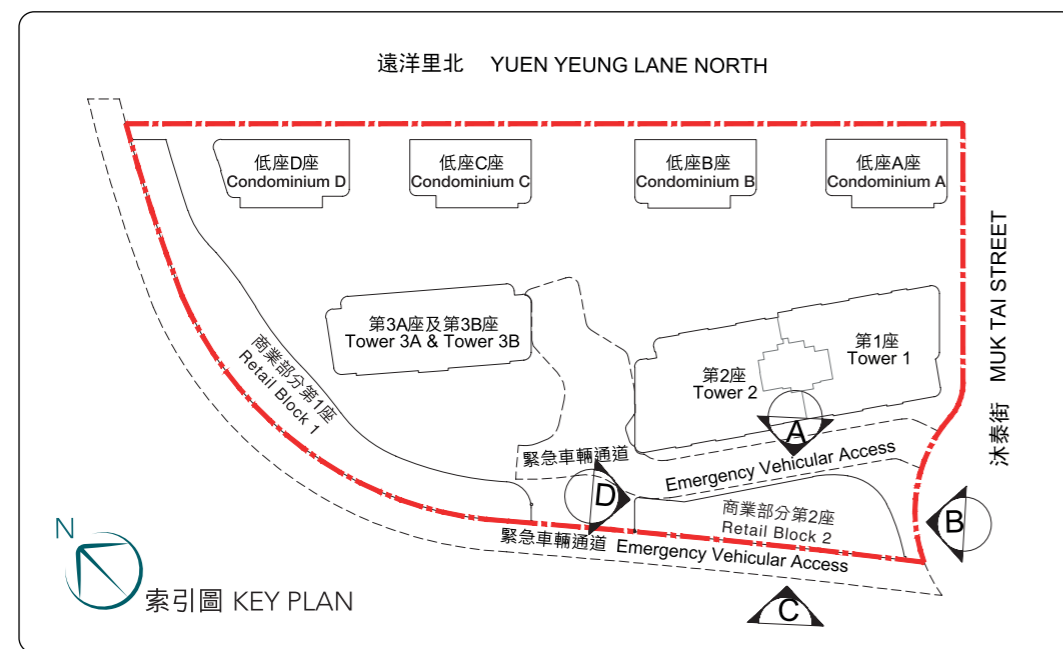 遠洋里北 YUEN YEUNG LANE NORTH
低座D座
Condominium D
低座C座
Condominium C
低座B座
Condominium B
低座A座
Condominium A
沐泰街 MUK TAI STREET
第3A座及第3B座
Tower 3A & Tower 3B
第1座
Tower 1
第2座
Tower 2
商業部分第1座
Retail Block 1
A
緊急車輛通道 Emergency Vehicular Access
D
商業部分第2座
Retail Block 2
B
緊急車輛通道 Emergency Vehicular Access
N
索引圖 KEY PLAN
C